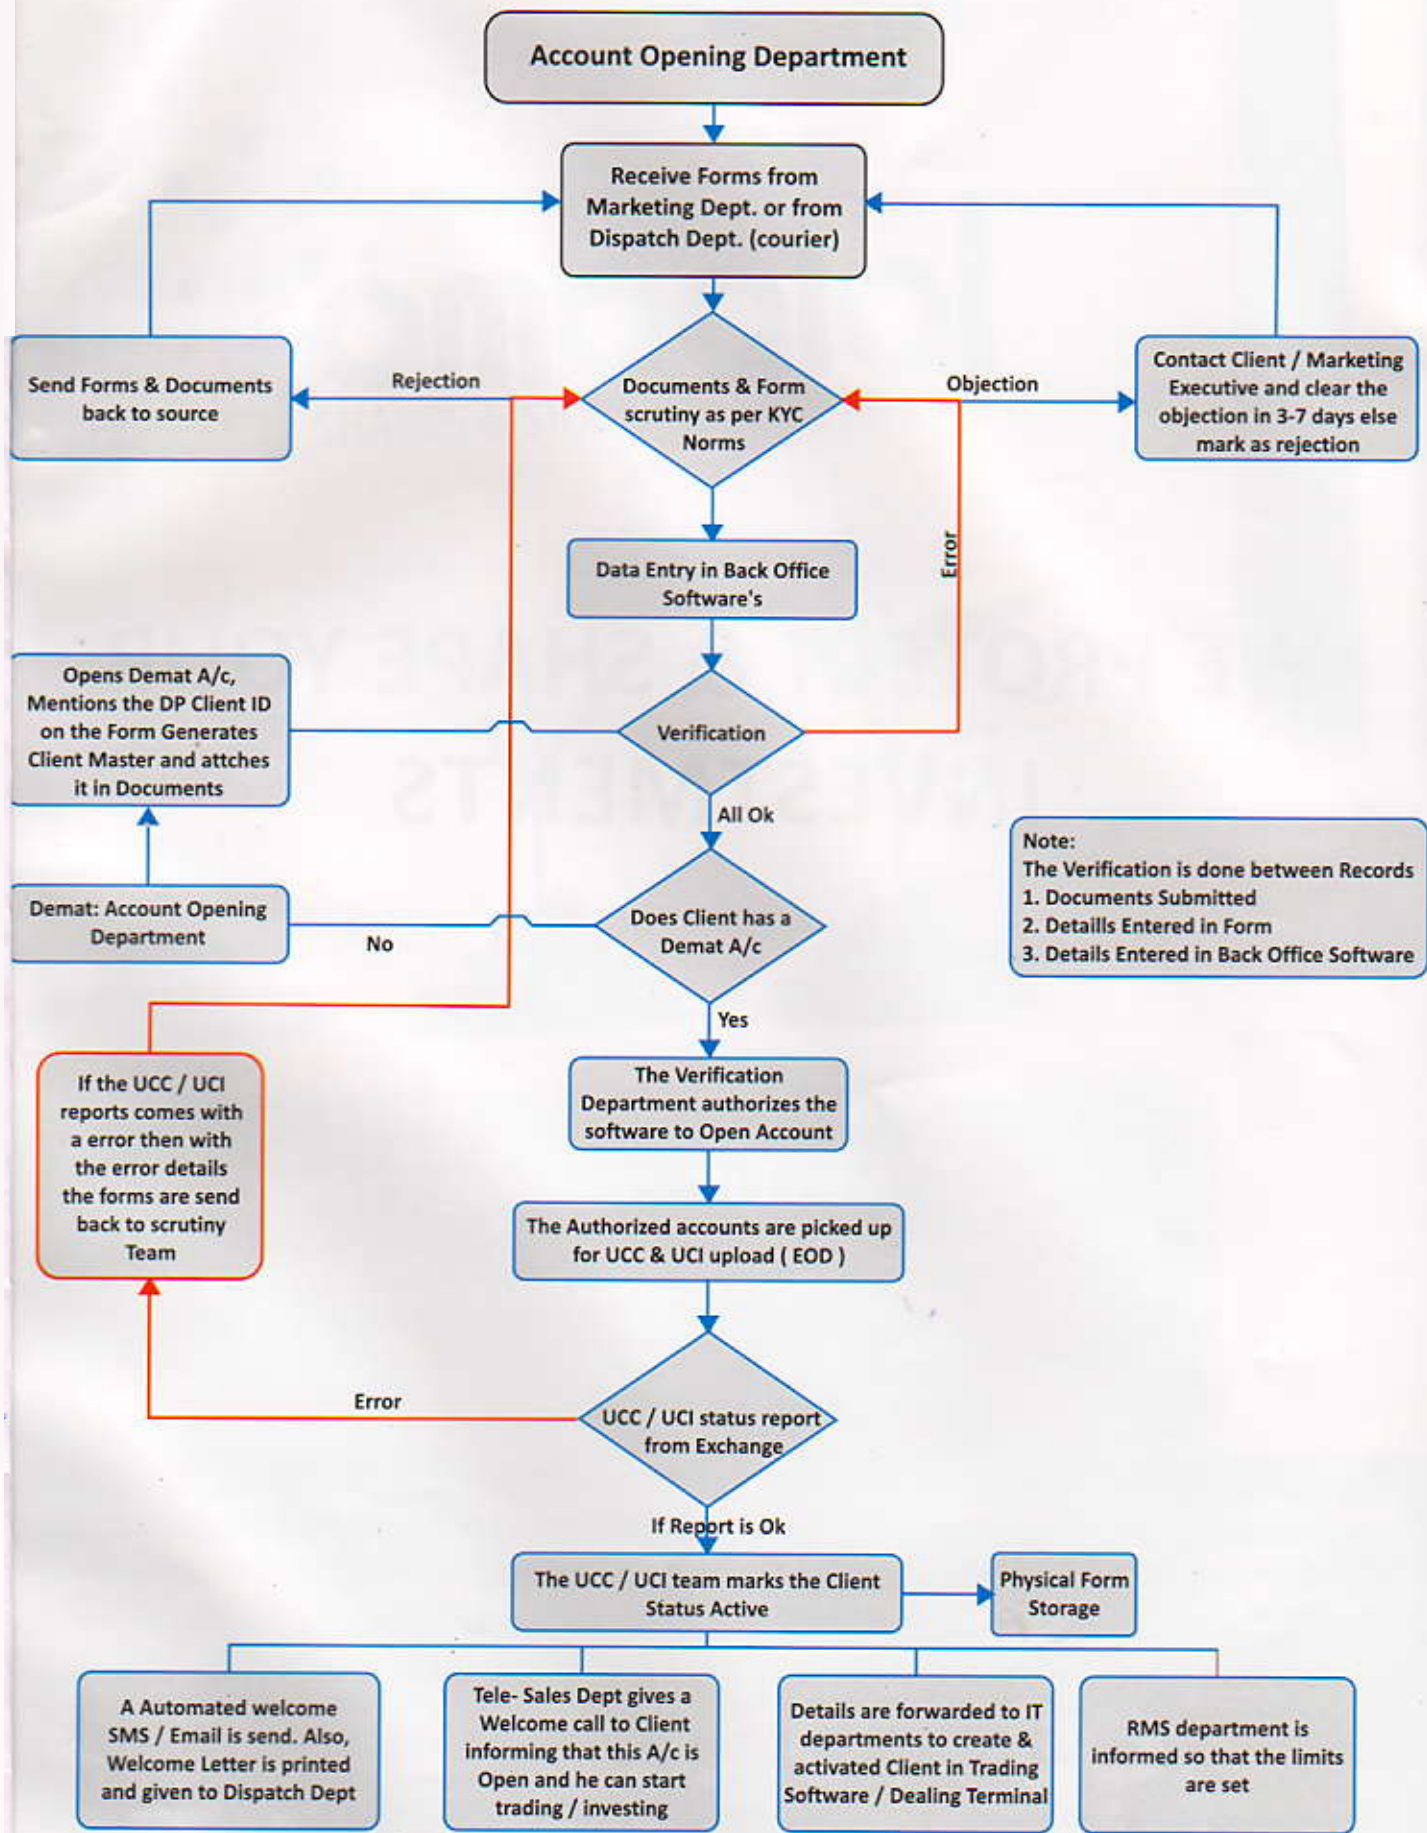 Account Opening Department
Receive Forms from
Marketing Dept. or from
Dispatch Dept. (courier)
Send Forms & Documents
back to source
Rejection
Documents & Form
scrutiny as per KYC
Norms
Objection
Contact Client / Marketing
Executive and clear the
objection in 3-7 days else
mark as rejection
Error
Data Entry in Back Office
Software's
Opens Demat A/c,
Mentions the DP Client ID
on the Form Generates
Client Master and attches
it in Documents
Verification
All Ok
Note:
The Verification is done between Records
1. Documents Submitted
2. Detaills Entered in Form
3. Details Entered in Back Office Software
Demat: Account Opening
Department
No
Does Client has a
Demat A/c
Yes
If the UCC / UCI
reports comes with
a error then with
the error details
the forms are send
back to scrutiny
Team
The Verification
Department authorizes the
software to Open Account
The Authorized accounts are picked up
for UCC & UCI upload ( EOD )
Error
UCC / UCI status report
from Exchange
If Report is Ok
The UCC / UCI team marks the Client
Status Active
Physical Form
Storage
A Automated welcome
SMS / Email is send. Also,
Welcome Letter is printed
and given to Dispatch Dept
Tele- Sales Dept gives a
Welcome call to Client
informing that this A/c is
Open and he can start
trading / investing
Details are forwarded to IT
departments to create &
activated Client in Trading
Software / Dealing Terminal
RMS department is
informed so that the limits
are set